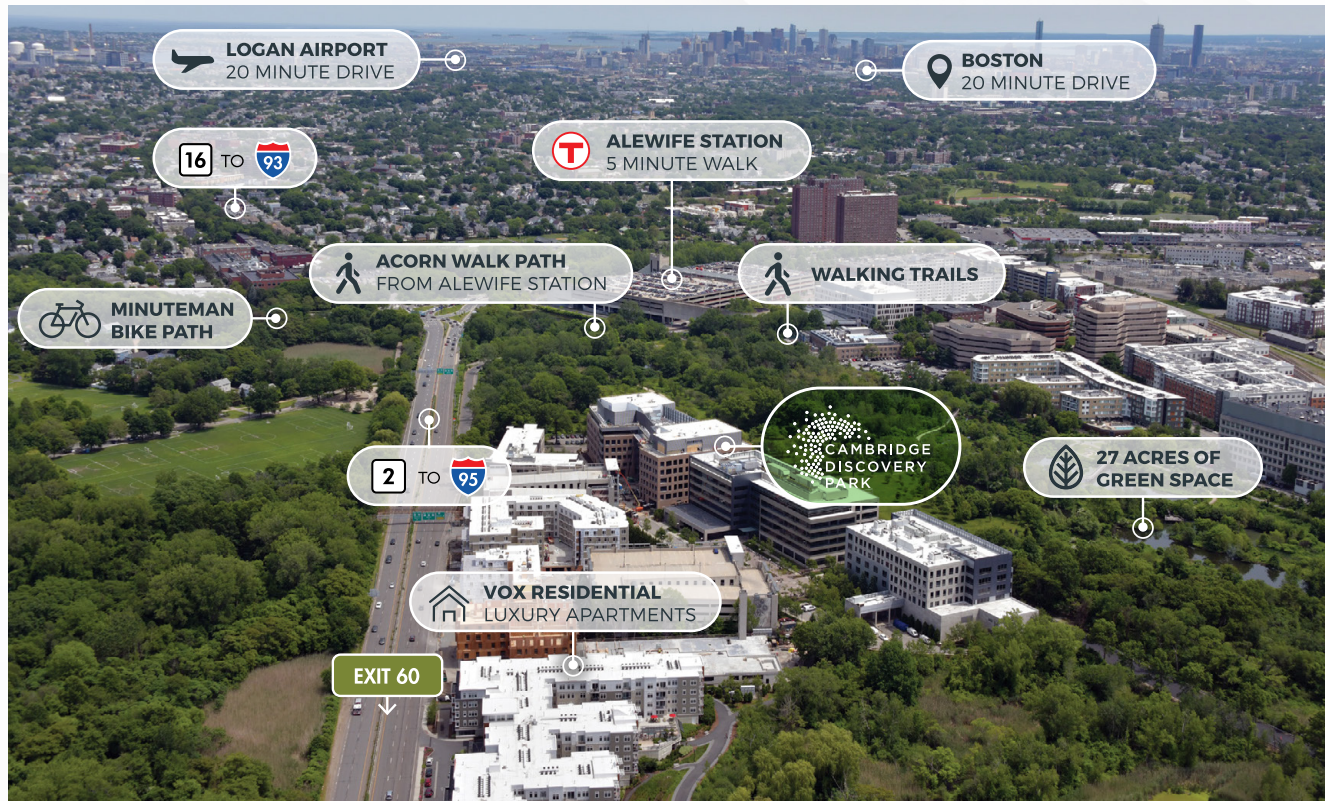 LOGAN AIRPORT
20 MINUTE DRIVE
BOSTON
20 MINUTE DRIVE
16 TO 93
T
ALEWIFE STATION
5 MINUTE WALK
ACORN WALK PATH
FROM ALEWIFE STATION
WALKING TRAILS
MINUTEMAN
BIKE PATH
CAMBRIDGE
DISCOVERY
PARK
2 TO 95
27 ACRES OF
GREEN SPACE
VOX RESIDENTIAL
LUXURY APARTMENTS
EXIT 60